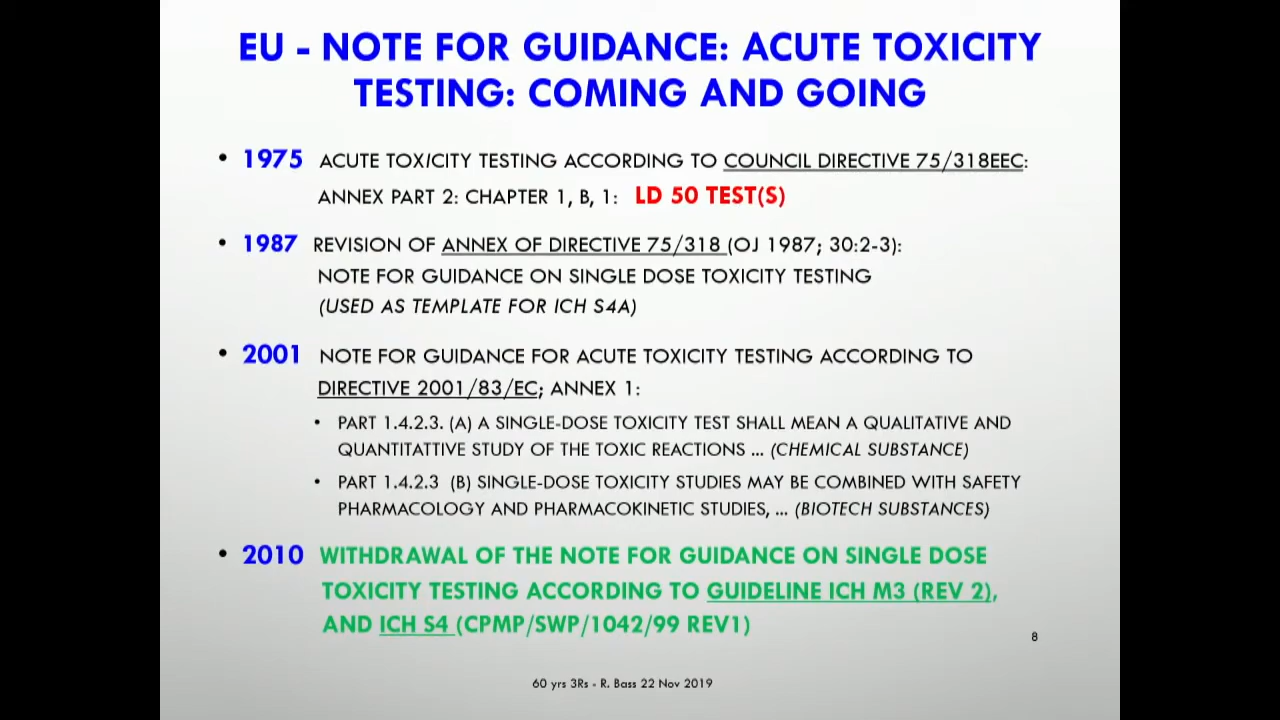 EU - NOTE FOR GUIDANCE: ACUTE TOXICITY
TESTING: COMING AND GOING
• 1975 ACUTE TOXICITY TESTING ACCORDING TO COUNCIL DIRECTIVE 75/318EEC:
ANNEX PART 2: CHAPTER 1, B, 1: LD 50 TEST(S)
• 1987 REVISION OF ANNEX OF DIRECTIVE 75/318 (OJ 1987; 30:2-3):
NOTE FOR GUIDANCE ON SINGLE DOSE TOXICITY TESTING
(USED AS TEMPLATE FOR ICH S4A)
• 2001 NOTE FOR GUIDANCE FOR ACUTE TOXICITY TESTING ACCORDING TO
DIRECTIVE 2001/83/EC; ANNEX 1:
• PART 1.4.2.3. (A) A SINGLE-DOSE TOXICITY TEST SHALL MEAN A QUALITATIVE AND
QUANTITATTIVE STUDY OF THE TOXIC REACTIONS ... (CHEMICAL SUBSTANCE)
• PART 1.4.2.3 (B) SINGLE-DOSE TOXICITY STUDIES MAY BE COMBINED WITH SAFETY
PHARMACOLOGY AND PHARMACOKINETIC STUDIES, ... (BIOTECH SUBSTANCES)
• 2010 WITHDRAWAL OF THE NOTE FOR GUIDANCE ON SINGLE DOSE
TOXICITY TESTING ACCORDING TO GUIDELINE ICH M3 (REV 2),
AND ICH S4 (CPMP/SWP/1042/99 REV1)
8
60 yrs 3Rs - R. Bass 22 Nov 2019